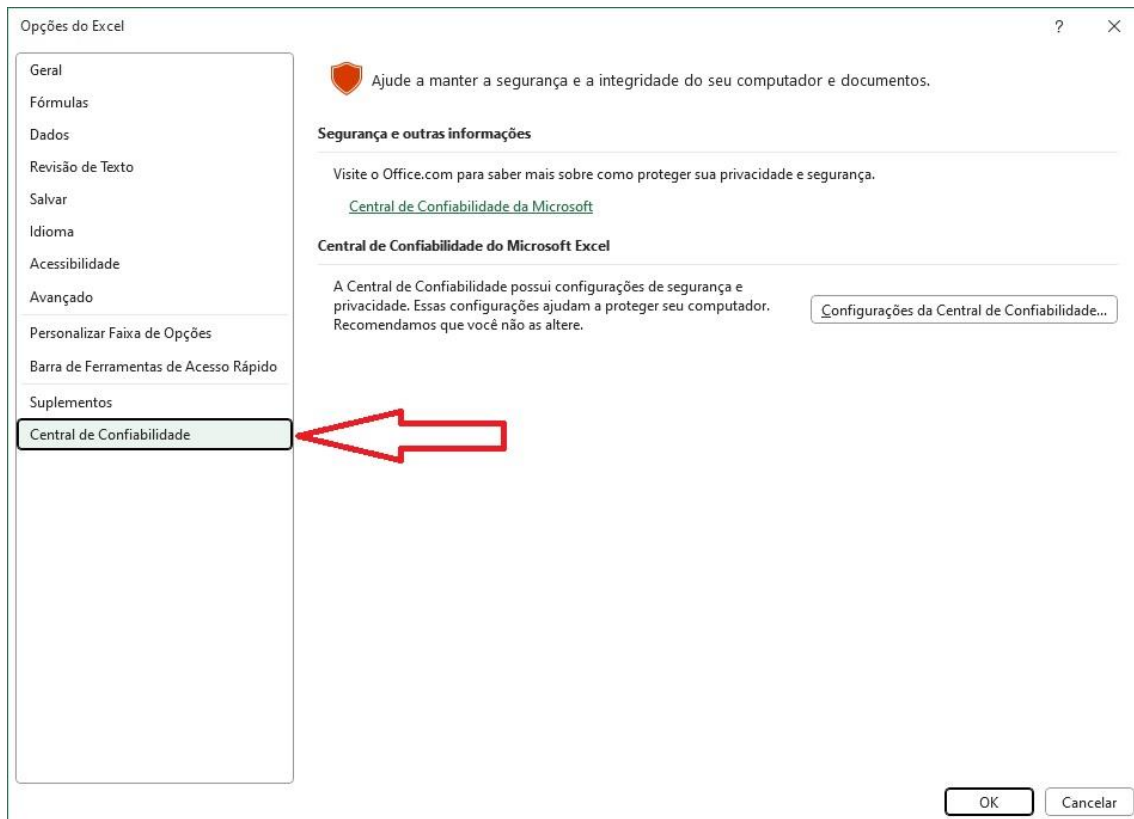 Opções do Excel
?
Geral
Fórmulas
Dados
Revisão de Texto
Salvar
Idioma
Acessibilidade
Avançado
Personalizar Faixa de Opções
Barra de Ferramentas de Acesso Rápido
Suplementos
Central de Confiabilidade
Ajude a manter a segurança e a integridade do seu computador e documentos.
Segurança e outras informações
Visite o Office.com para saber mais sobre como proteger sua privacidade e segurança.
Central de Confiabilidade da Microsoft
Central de Confiabilidade do Microsoft Excel
A Central de Confiabilidade possui configurações de segurança e
privacidade. Essas configurações ajudam a proteger seu computador.
Recomendamos que você não as altere.
Configurações da Central de Confiabilidade...
OK
Cancelar